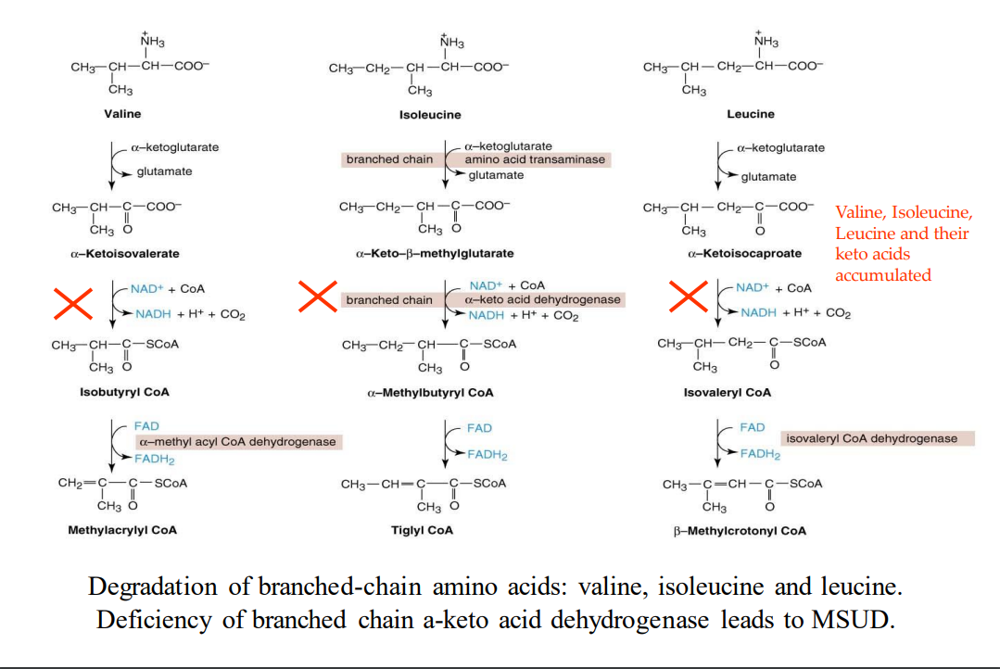 +
NH3 NH3 NH3
CH3—CH—CH—COO⁻ CH3—CH2—CH—CH—COO⁻ CH3—CH—CH2—CH—COO⁻
CH3 CH3 CH3
Valine Isoleucine Leucine
α–ketoglutarate α–ketoglutarate α–ketoglutarate
branched chain amino acid transaminase
glutamate glutamate glutamate
CH3—CH—C—COO⁻ CH3—CH2—CH—C—COO⁻ CH3—CH—CH2—C—COO⁻
CH3 O CH3 O CH3 O
α–Ketoisovalerate α–Keto–β–methylglutarate α–Ketoisocaproate
Valine, Isoleucine,
Leucine and their
keto acids
accumulated
NAD+ + CoA NAD+ + CoA NAD+ + CoA
branched chain α–keto acid dehydrogenase
NADH + H+ + CO2 NADH + H+ + CO2 NADH + H+ + CO2
CH3—CH—C—SCoA CH3—CH2—CH—C—SCoA CH3—CH—CH2—C—SCoA
CH3 O CH3 O CH3 O
Isobutyryl CoA α–Methylbutyryl CoA Isovaleryl CoA
FAD FAD FAD
α–methyl acyl CoA dehydrogenase isovaleryl CoA dehydrogenase
FADH2 FADH2 FADH2
CH2=C—C—SCoA CH3—CH=C—C—SCoA CH3—C=CH—C—SCoA
CH3 O CH3 O CH3 O
Methylacrylyl CoA Tiglyl CoA β–Methylcrotonyl CoA
Degradation of branched-chain amino acids: valine, isoleucine and leucine.
Deficiency of branched chain a-keto acid dehydrogenase leads to MSUD.